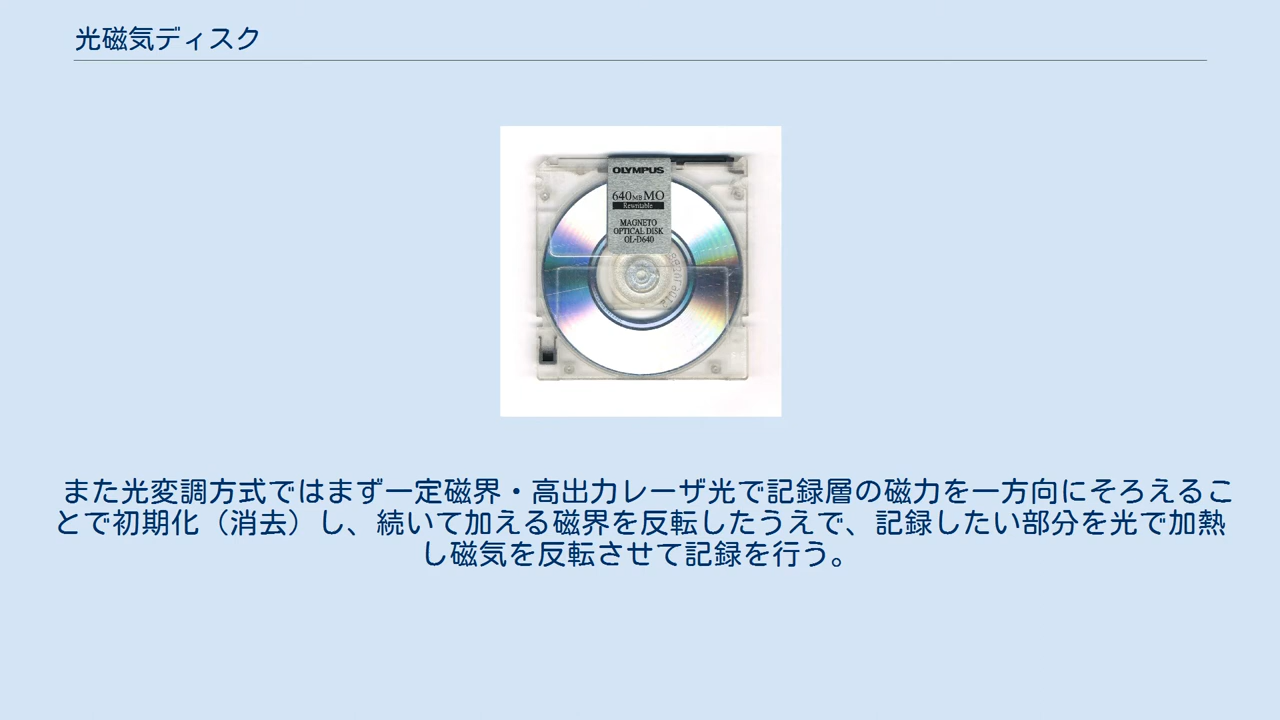 光磁気ディスク
OLYMPUS
640MB MO
Rewritable
MAGNETO
OPTICAL DISK
OL-D640
また光変調方式ではまず一定磁界・高出力レーザ光で記録層の磁力を一方向にそろえるこ
とで初期化（消去）し、続いて加える磁界を反転したうえで、記録したい部分を光で加熱
し磁気を反転させて記録を行う。